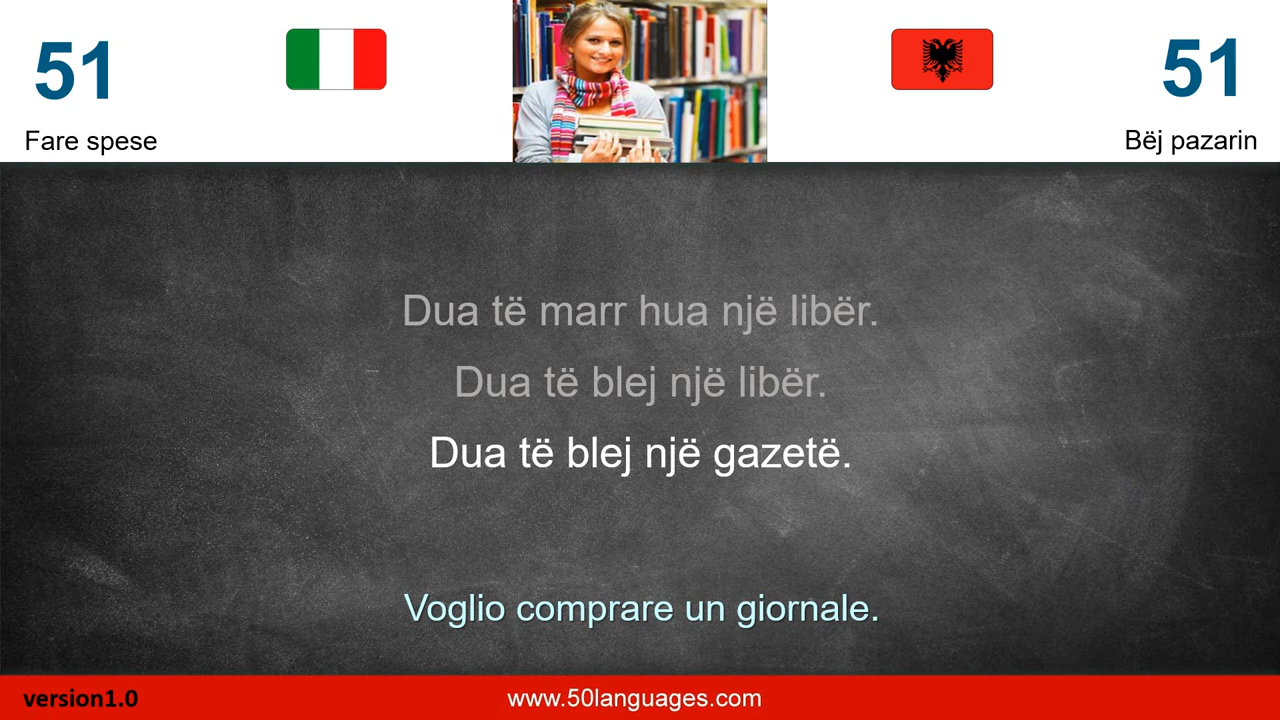 51
51
Fare spese
Bëj pazarin
Dua të marr hua një libër.
Dua të blej një libër.
Dua të blej një gazetë.
Voglio comprare un giornale.
version1.0
www.50languages.com